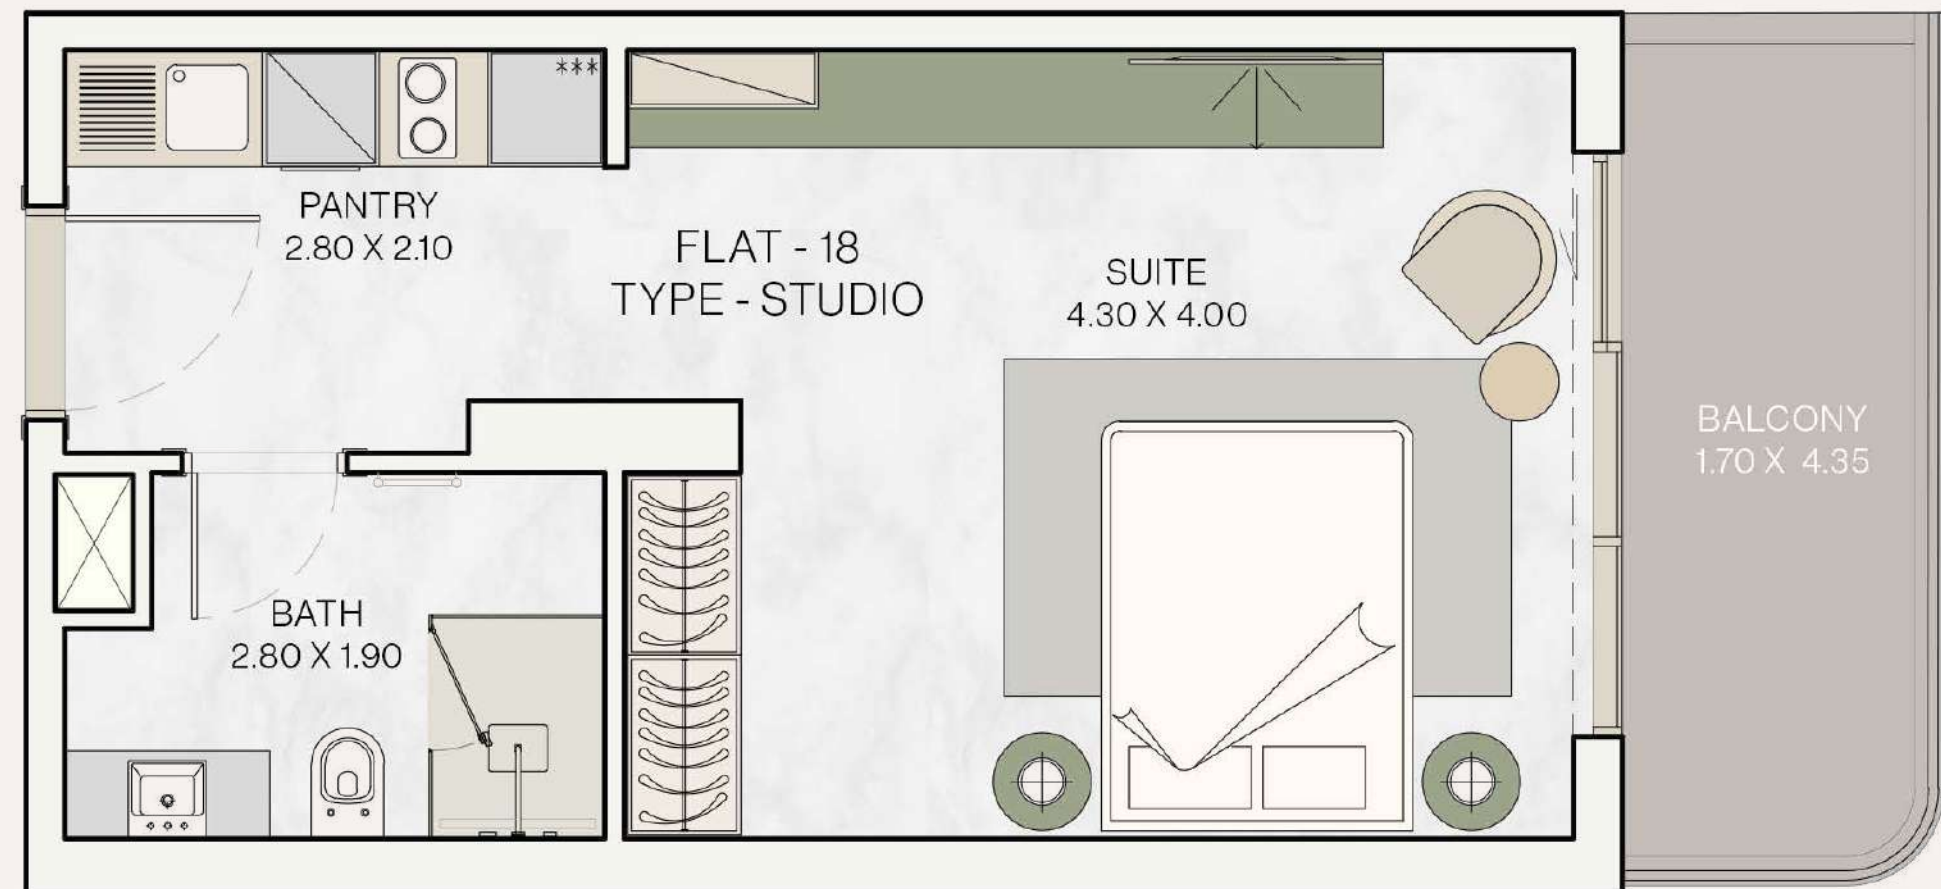 ***
PANTRY
2.80 X 2.10
FLAT - 18
TYPE - STUDIO
SUITE
4.30 X 4.00
BALCONY
1.70 X 4.35
BATH
2.80 X 1.90